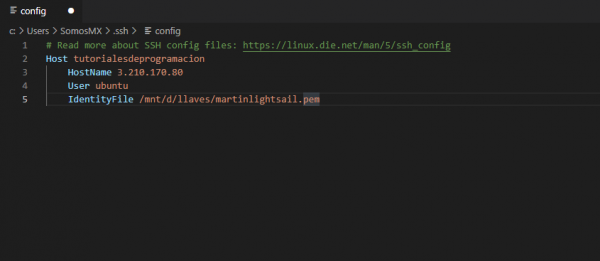 config
c: > Users > SomosMX > .ssh > config
1 # Read more about SSH config files: https://linux.die.net/man/5/ssh_config
2 Host tutorialesdeprogramacion
3 HostName 3.210.170.80
4 User ubuntu
5 IdentityFile /mnt/d/llaves/martinlightsail.pem